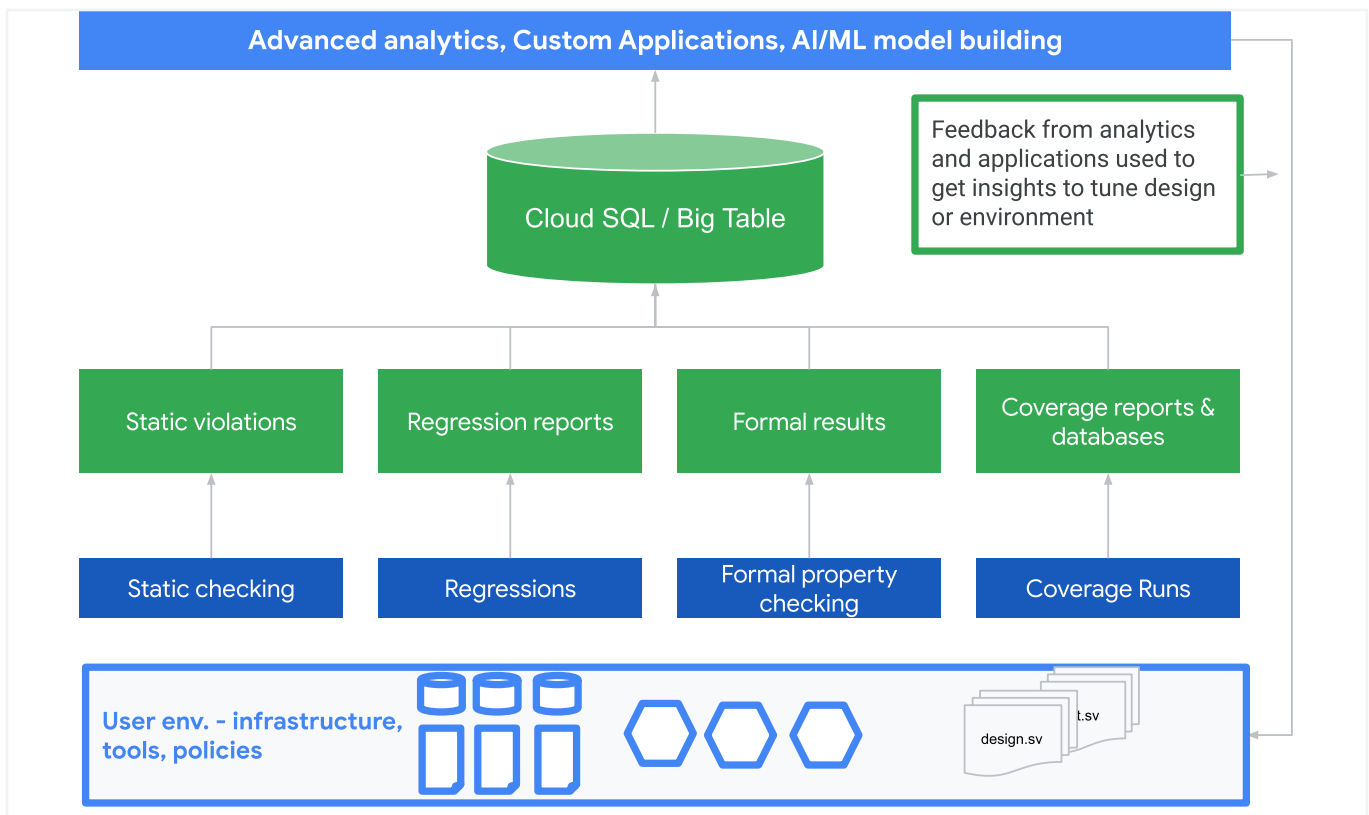 Advanced analytics, Custom Applications, AI/ML model building
Feedback from analytics
and applications used to
get insights to tune design
or environment
Cloud SQL / Big Table
Static violations
Regression reports
Formal results
Coverage reports &
databases
Static checking
Regressions
Formal property
checking
Coverage Runs
User env. - infrastructure,
tools, policies
t.sv
design.sv